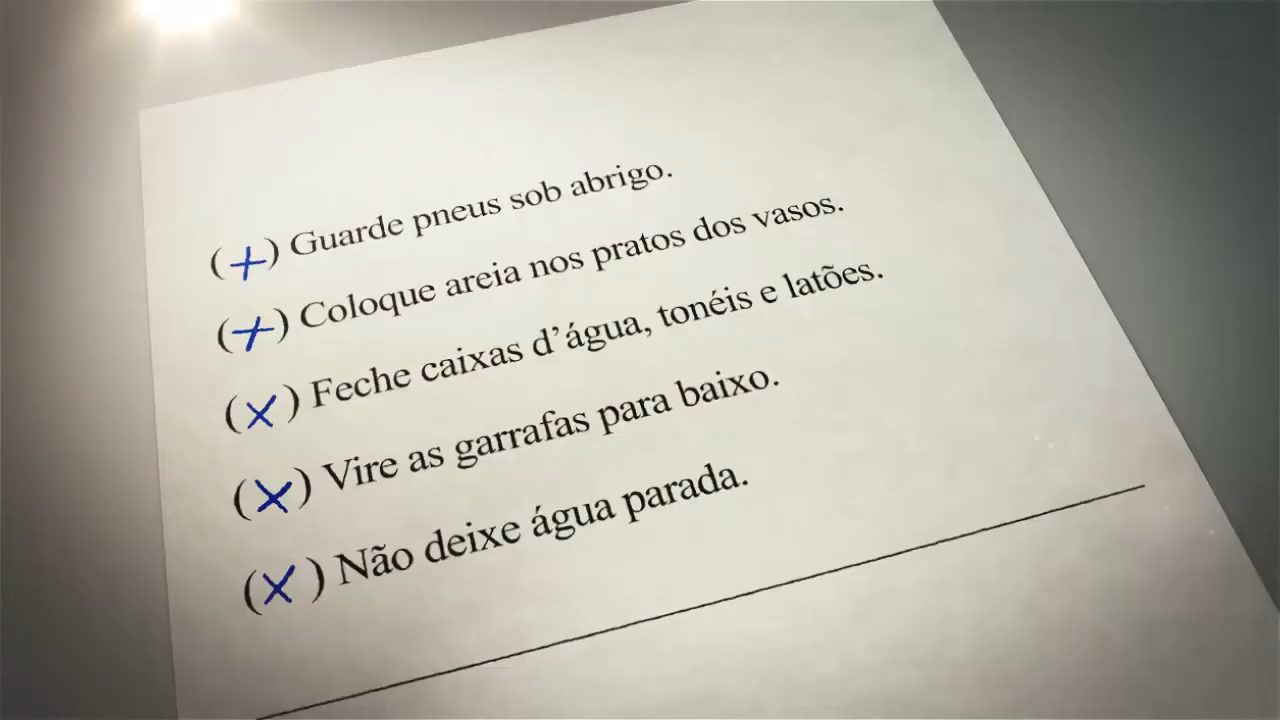 (x) Guarde pneus sob abrigo.
(x) Coloque areia nos pratos dos vasos.
(x) Feche caixas d’água, tonéis e latões.
(x) Vire as garrafas para baixo.
(x) Não deixe água parada.